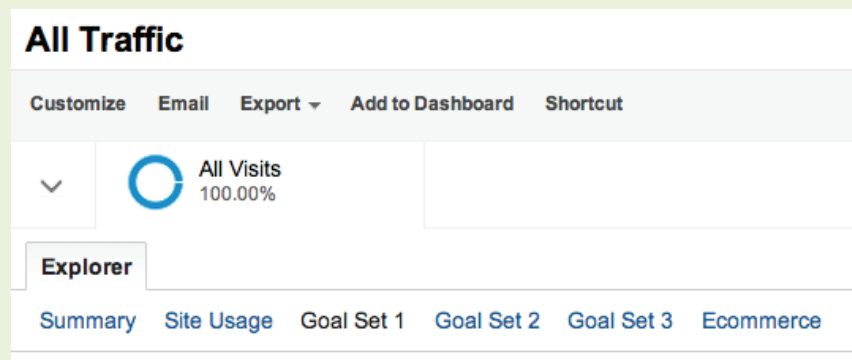 All Traffic
Customize Email Export Add to Dashboard Shortcut
All Visits
100.00%
Explorer
Summary Site Usage Goal Set 1 Goal Set 2 Goal Set 3 Ecommerce